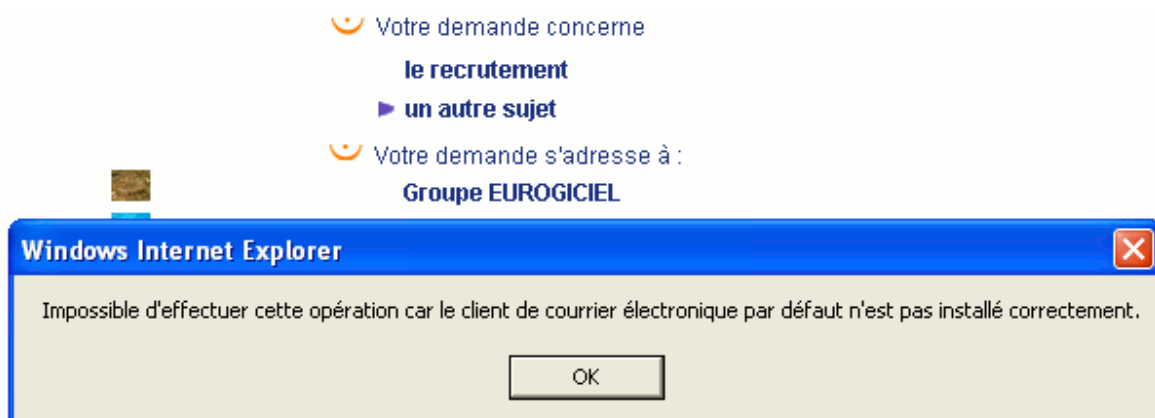 Votre demande concerne
le recrutement
un autre sujet
Votre demande s'adresse à :
Groupe EUROGICIEL
Windows Internet Explorer
Impossible d'effectuer cette opération car le client de courrier électronique par défaut n'est pas installé correctement.
OK